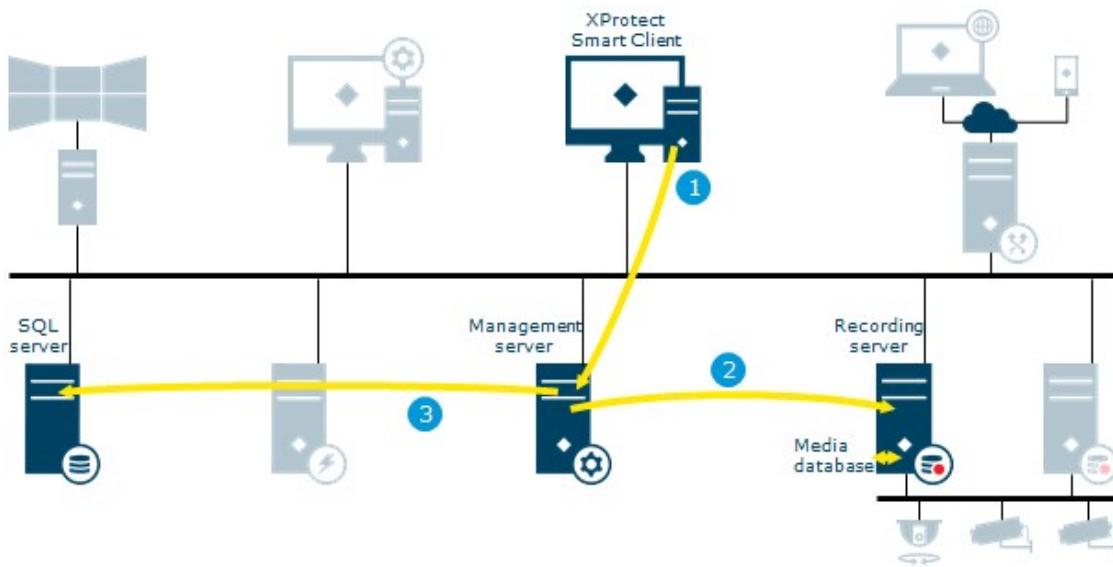 XProtect
Smart Client
1
SQL
server
Management
server
Recording
server
2
3
Media
database